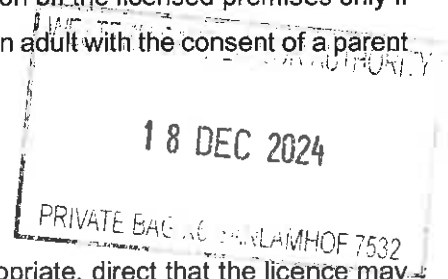 on the licensed premises only if
n adult with the consent of a parent
AUTHORITY
18 DEC 2024
PRIVATE BAG
LAMHOF 7532
opriate, direct that the licence may